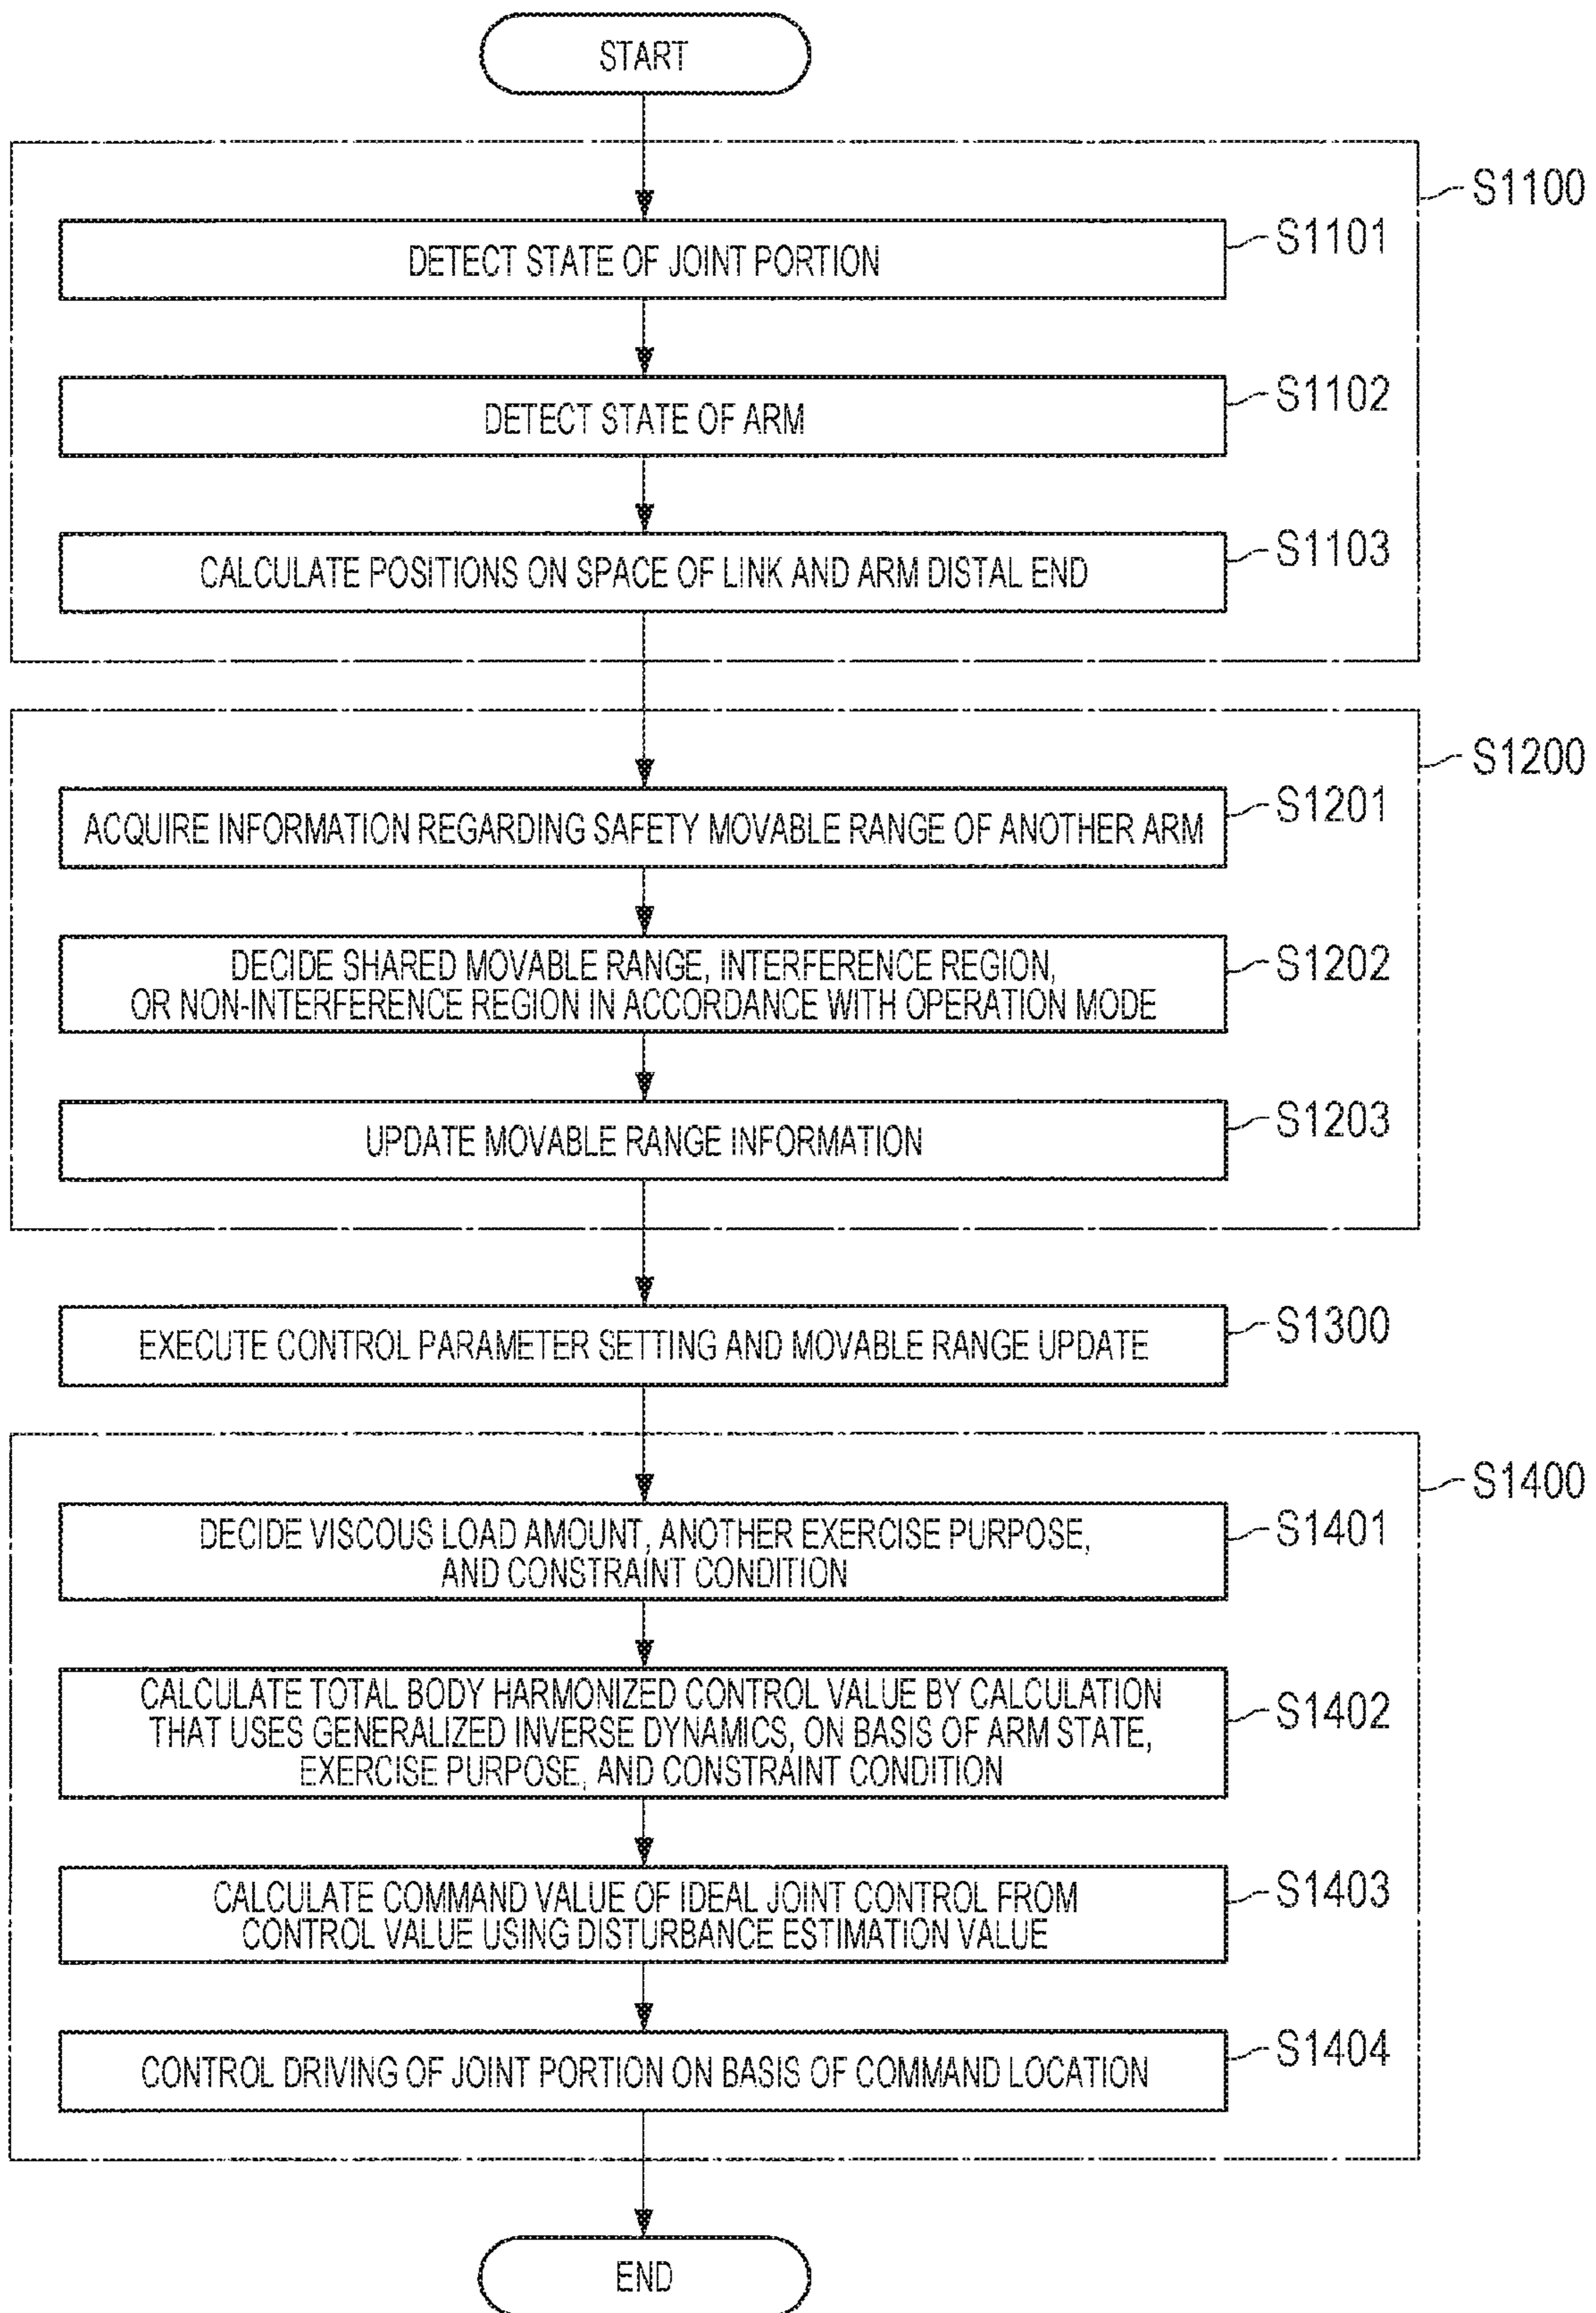 START
S1100
S1101
DETECT STATE OF JOINT PORTION
S1102
DETECT STATE OF ARM
S1103
CALCULATE POSITIONS ON SPACE OF LINK AND ARM DISTAL END
S1200
S1201
ACQUIRE INFORMATION REGARDING SAFETY MOVABLE RANGE OF ANOTHER ARM
S1202
DECIDE SHARED MOVABLE RANGE, INTERFERENCE REGION,
OR NON-INTERFERENCE REGION IN ACCORDANCE WITH OPERATION MODE
S1203
UPDATE MOVABLE RANGE INFORMATION
S1300
EXECUTE CONTROL PARAMETER SETTING AND MOVABLE RANGE UPDATE
S1400
S1401
DECIDE VISCOUS LOAD AMOUNT, ANOTHER EXERCISE PURPOSE,
AND CONSTRAINT CONDITION
S1402
CALCULATE TOTAL BODY HARMONIZED CONTROL VALUE BY CALCULATION
THAT USES GENERALIZED INVERSE DYNAMICS, ON BASIS OF ARM STATE,
EXERCISE PURPOSE, AND CONSTRAINT CONDITION
S1403
CALCULATE COMMAND VALUE OF IDEAL JOINT CONTROL FROM
CONTROL VALUE USING DISTURBANCE ESTIMATION VALUE
S1404
CONTROL DRIVING OF JOINT PORTION ON BASIS OF COMMAND LOCATION
END